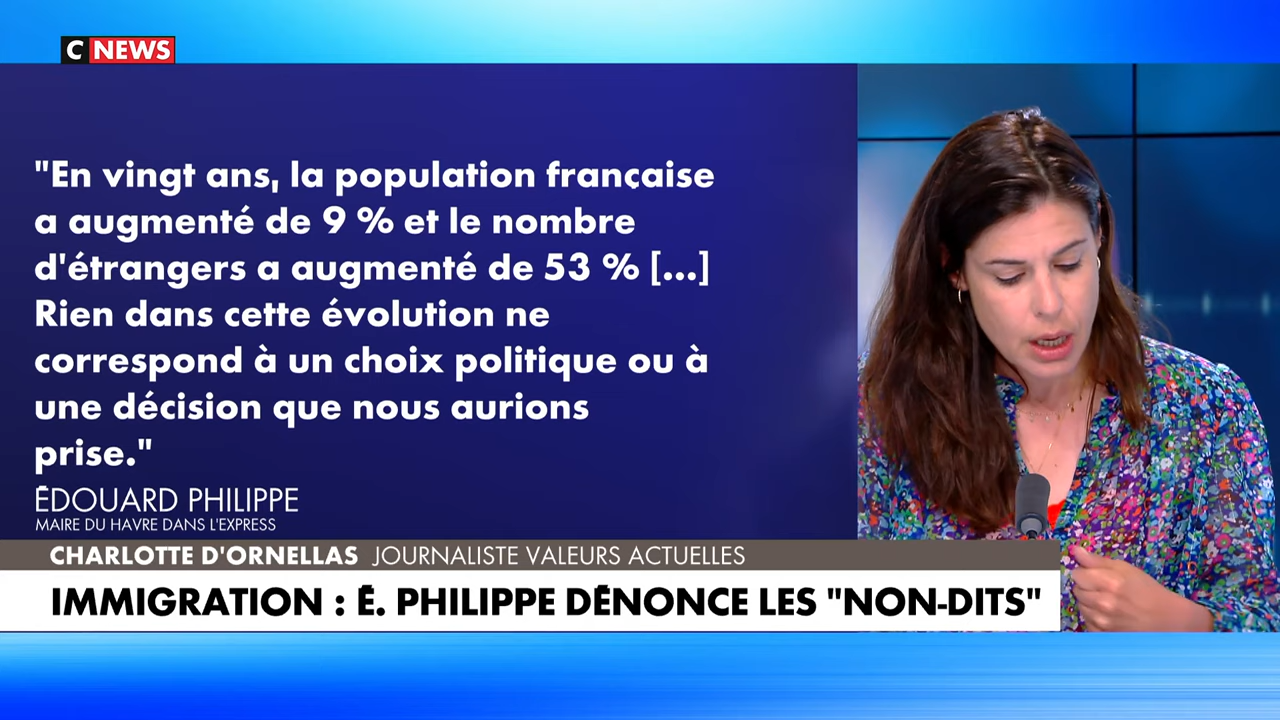 C NEWS
"En vingt ans, la population française
a augmenté de 9 % et le nombre
d'étrangers a augmenté de 53 % [...]
Rien dans cette évolution ne
correspond à un choix politique ou à
une décision que nous aurions
prise."
ÉDOUARD PHILIPPE
MAIRE DU HAVRE DANS L'EXPRESS
CHARLOTTE D'ORNELLAS JOURNALISTE VALEURS ACTUELLES
IMMIGRATION : É. PHILIPPE DÉNONCE LES "NON-DITS"